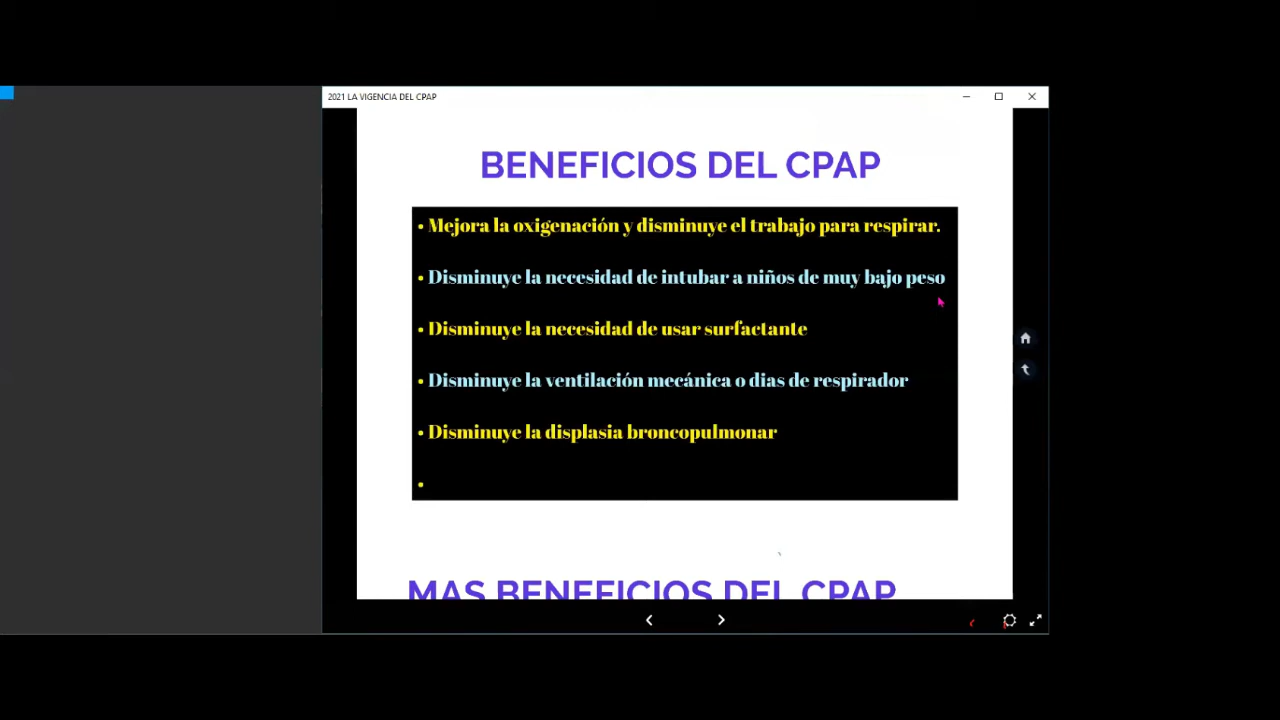 2021 LA VIGENCIA DEL CPAP
BENEFICIOS DEL CPAP
• Mejora la oxigenación y disminuye el trabajo para respirar.
• Disminuye la necesidad de intubar a niños de muy bajo peso
• Disminuye la necesidad de usar surfactante
• Disminuye la ventilación mecánica o dias de respirador
• Disminuye la displasia broncopulmonar
•
MAS BENEFICIOS DEL CPAP